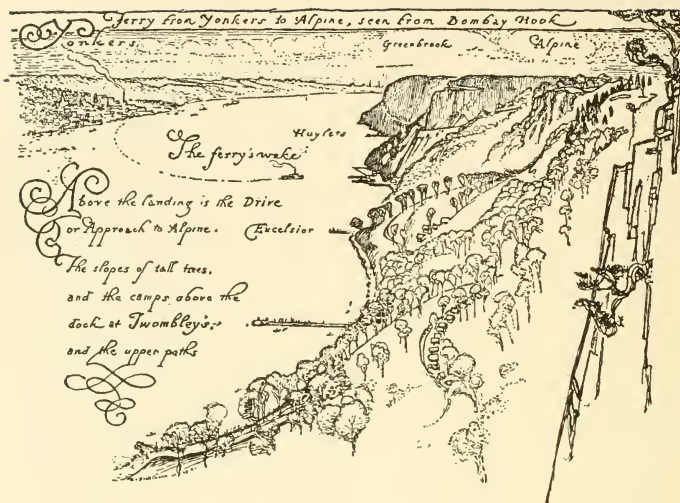 Ferry from Yonkers to Alpine, seen from Bombay Hook
Yonkers
Greenbrook
Alpine
Huylers
The ferry's wake
Above the landing is the Drive
or Approach to Alpine.
Excelsior
The slopes of tall trees,
and the camps above the
dock at Twombley's;
and the upper paths